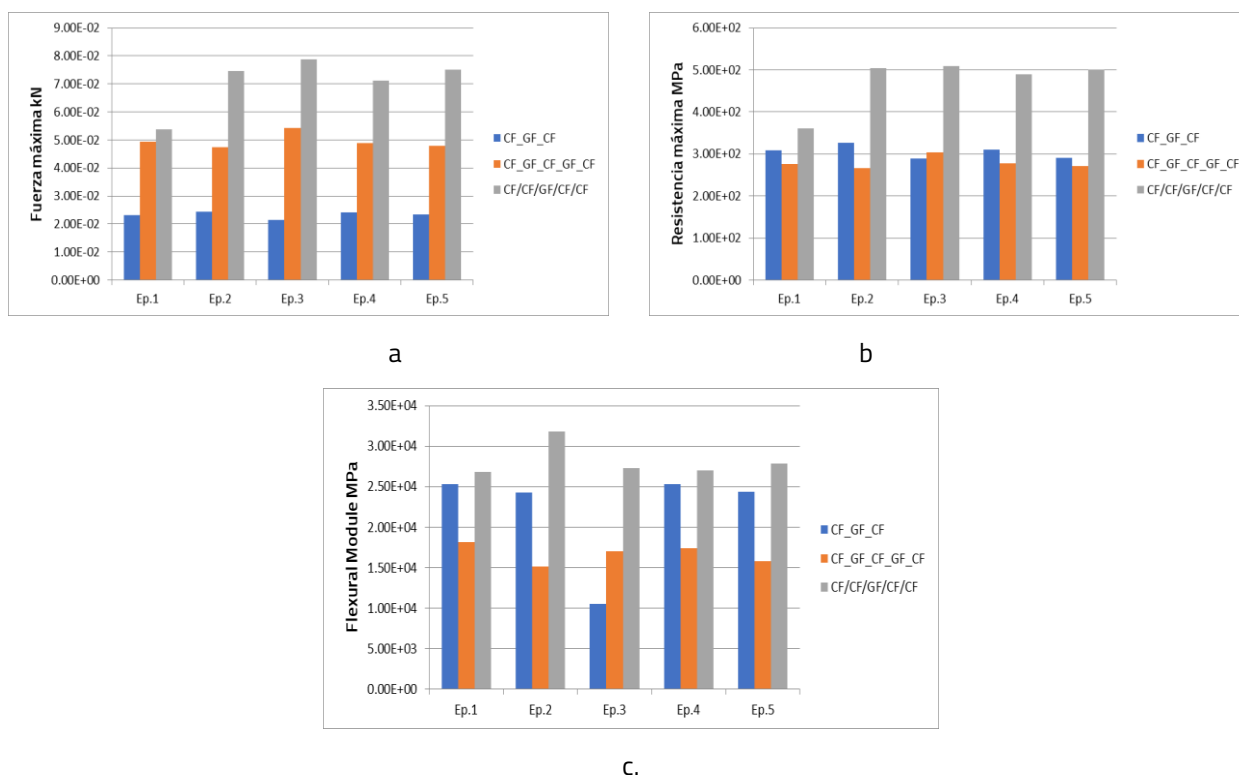 9.00E-02
8.00E-02
7.00E-02
6.00E-02
5.00E-02
4.00E-02
3.00E-02
2.00E-02
1.00E-02
0.00E+00
Fuerza máxima kN
Ep.1 Ep.2 Ep.3 Ep.4 Ep.5
CF_GF_CF
CF_GF_CF_GF_CF
CF/CF/GF/CF/CF
a
6.00E+02
5.00E+02
4.00E+02
3.00E+02
2.00E+02
1.00E+02
0.00E+00
Resistencia máxima MPa
Ep.1 Ep.2 Ep.3 Ep.4 Ep.5
CF_GF_CF
CF_GF_CF_GF_CF
CF/CF/GF/CF/CF
b
3.50E+04
3.00E+04
2.50E+04
2.00E+04
1.50E+04
1.00E+04
5.00E+03
0.00E+00
Flexural Module MPa
Ep.1 Ep.2 Ep.3 Ep.4 Ep.5
CF_GF_CF
CF_GF_CF_GF_CF
CF/CF/GF/CF/CF
c.